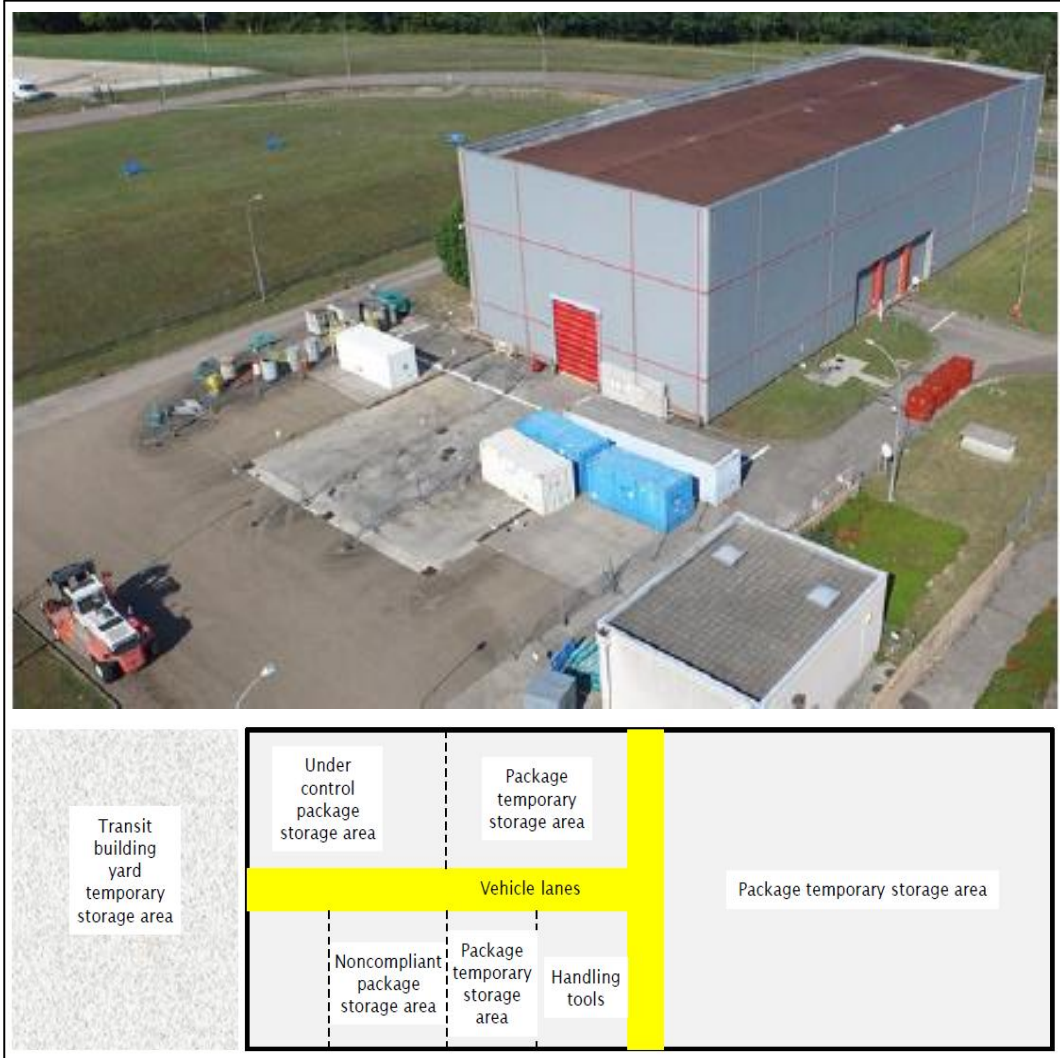 Transit
building
yard
temporary
storage area
Under
control
package
storage area
Package
temporary
storage area
Vehicle lanes
Package temporary storage area
Noncompliant
package
storage area
Package
temporary
storage
area
Handling
tools